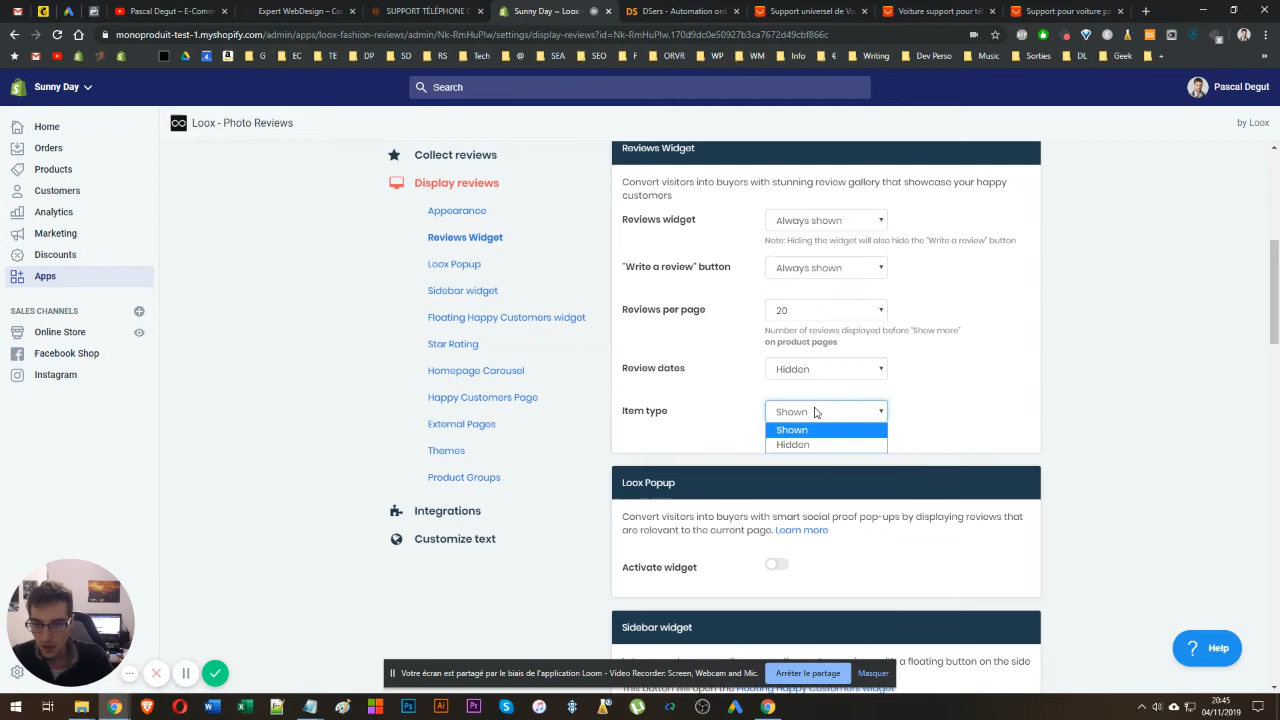 YouTube
Pascal Degut - E-Comm
Expert WebDesign – Co
SUPPORT TÉLÉPHONE O
Sunny Day ~ Loox
DSers - Automation on
Support universel de Vo
Voiture support pour té
Support pour voiture pe
monoproduit-test-1.myshopify.com/admin/apps/loox-fashion-reviews/admin/Nk-RmHuPlw/settings/display-reviews?id=Nk-RmHuPlw.170d9c0e50927b3ca7672d49cbf866c
G EC TE DP SD RS Tech @ SEA SEO F ORVR WP WM Info € Writing Dev Perso Music Sorties DL Geek +
Sunny Day
Search
Pascal Degut
Loox - Photo Reviews
by Loox
Home
Orders
Products
Customers
Analytics
Marketing
Discounts
Apps
SALES CHANNELS
Online Store
Facebook Shop
Instagram
Collect reviews
Display reviews
Appearance
Reviews Widget
Loox Popup
Sidebar widget
Floating Happy Customers widget
Star Rating
Homepage Carousel
Happy Customers Page
External Pages
Themes
Product Groups
Integrations
Customize text
Reviews Widget
Convert visitors into buyers with stunning review gallery that showcase your happy
customers
Reviews widget
Always shown
Note: Hiding the widget will also hide the "Write a review" button
"Write a review" button
Always shown
Reviews per page
20
Number of reviews displayed before "Show more"
on product pages
Review dates
Hidden
Item type
Shown
Shown
Hidden
Loox Popup
Convert visitors into buyers with smart social proof pop-ups by displaying reviews that
are relevant to the current page. Learn more
Activate widget
Sidebar widget
with a floating button on the side
This button will open the Floating Happy Customers widget
Votre écran est partagé par le biais de l'application Loom - Video Recorder: Screen, Webcam and Mic.
Arrêter le partage
Masquer
Help
20:45
04/11/2019